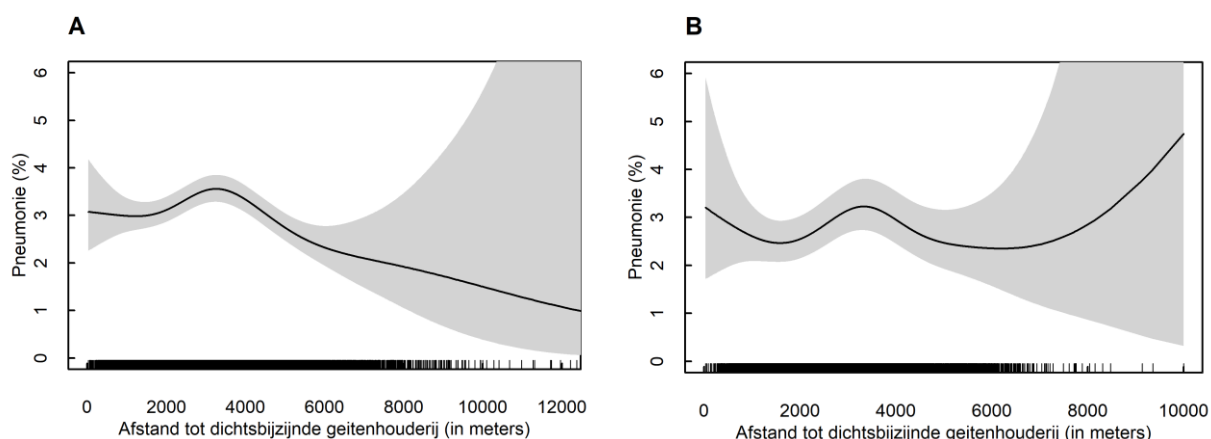 A
6
5
4
3
2
1
0
Pneumonie (%)
0 2000 4000 6000 8000 10000 12000
Afstand tot dichtsbijzijnde geitenhouderij (in meters)
B
6
5
4
3
2
1
0
Pneumonie (%)
0 2000 4000 6000 8000 10000
Afstand tot dichtsbijzijnde geitenhouderij (in meters)